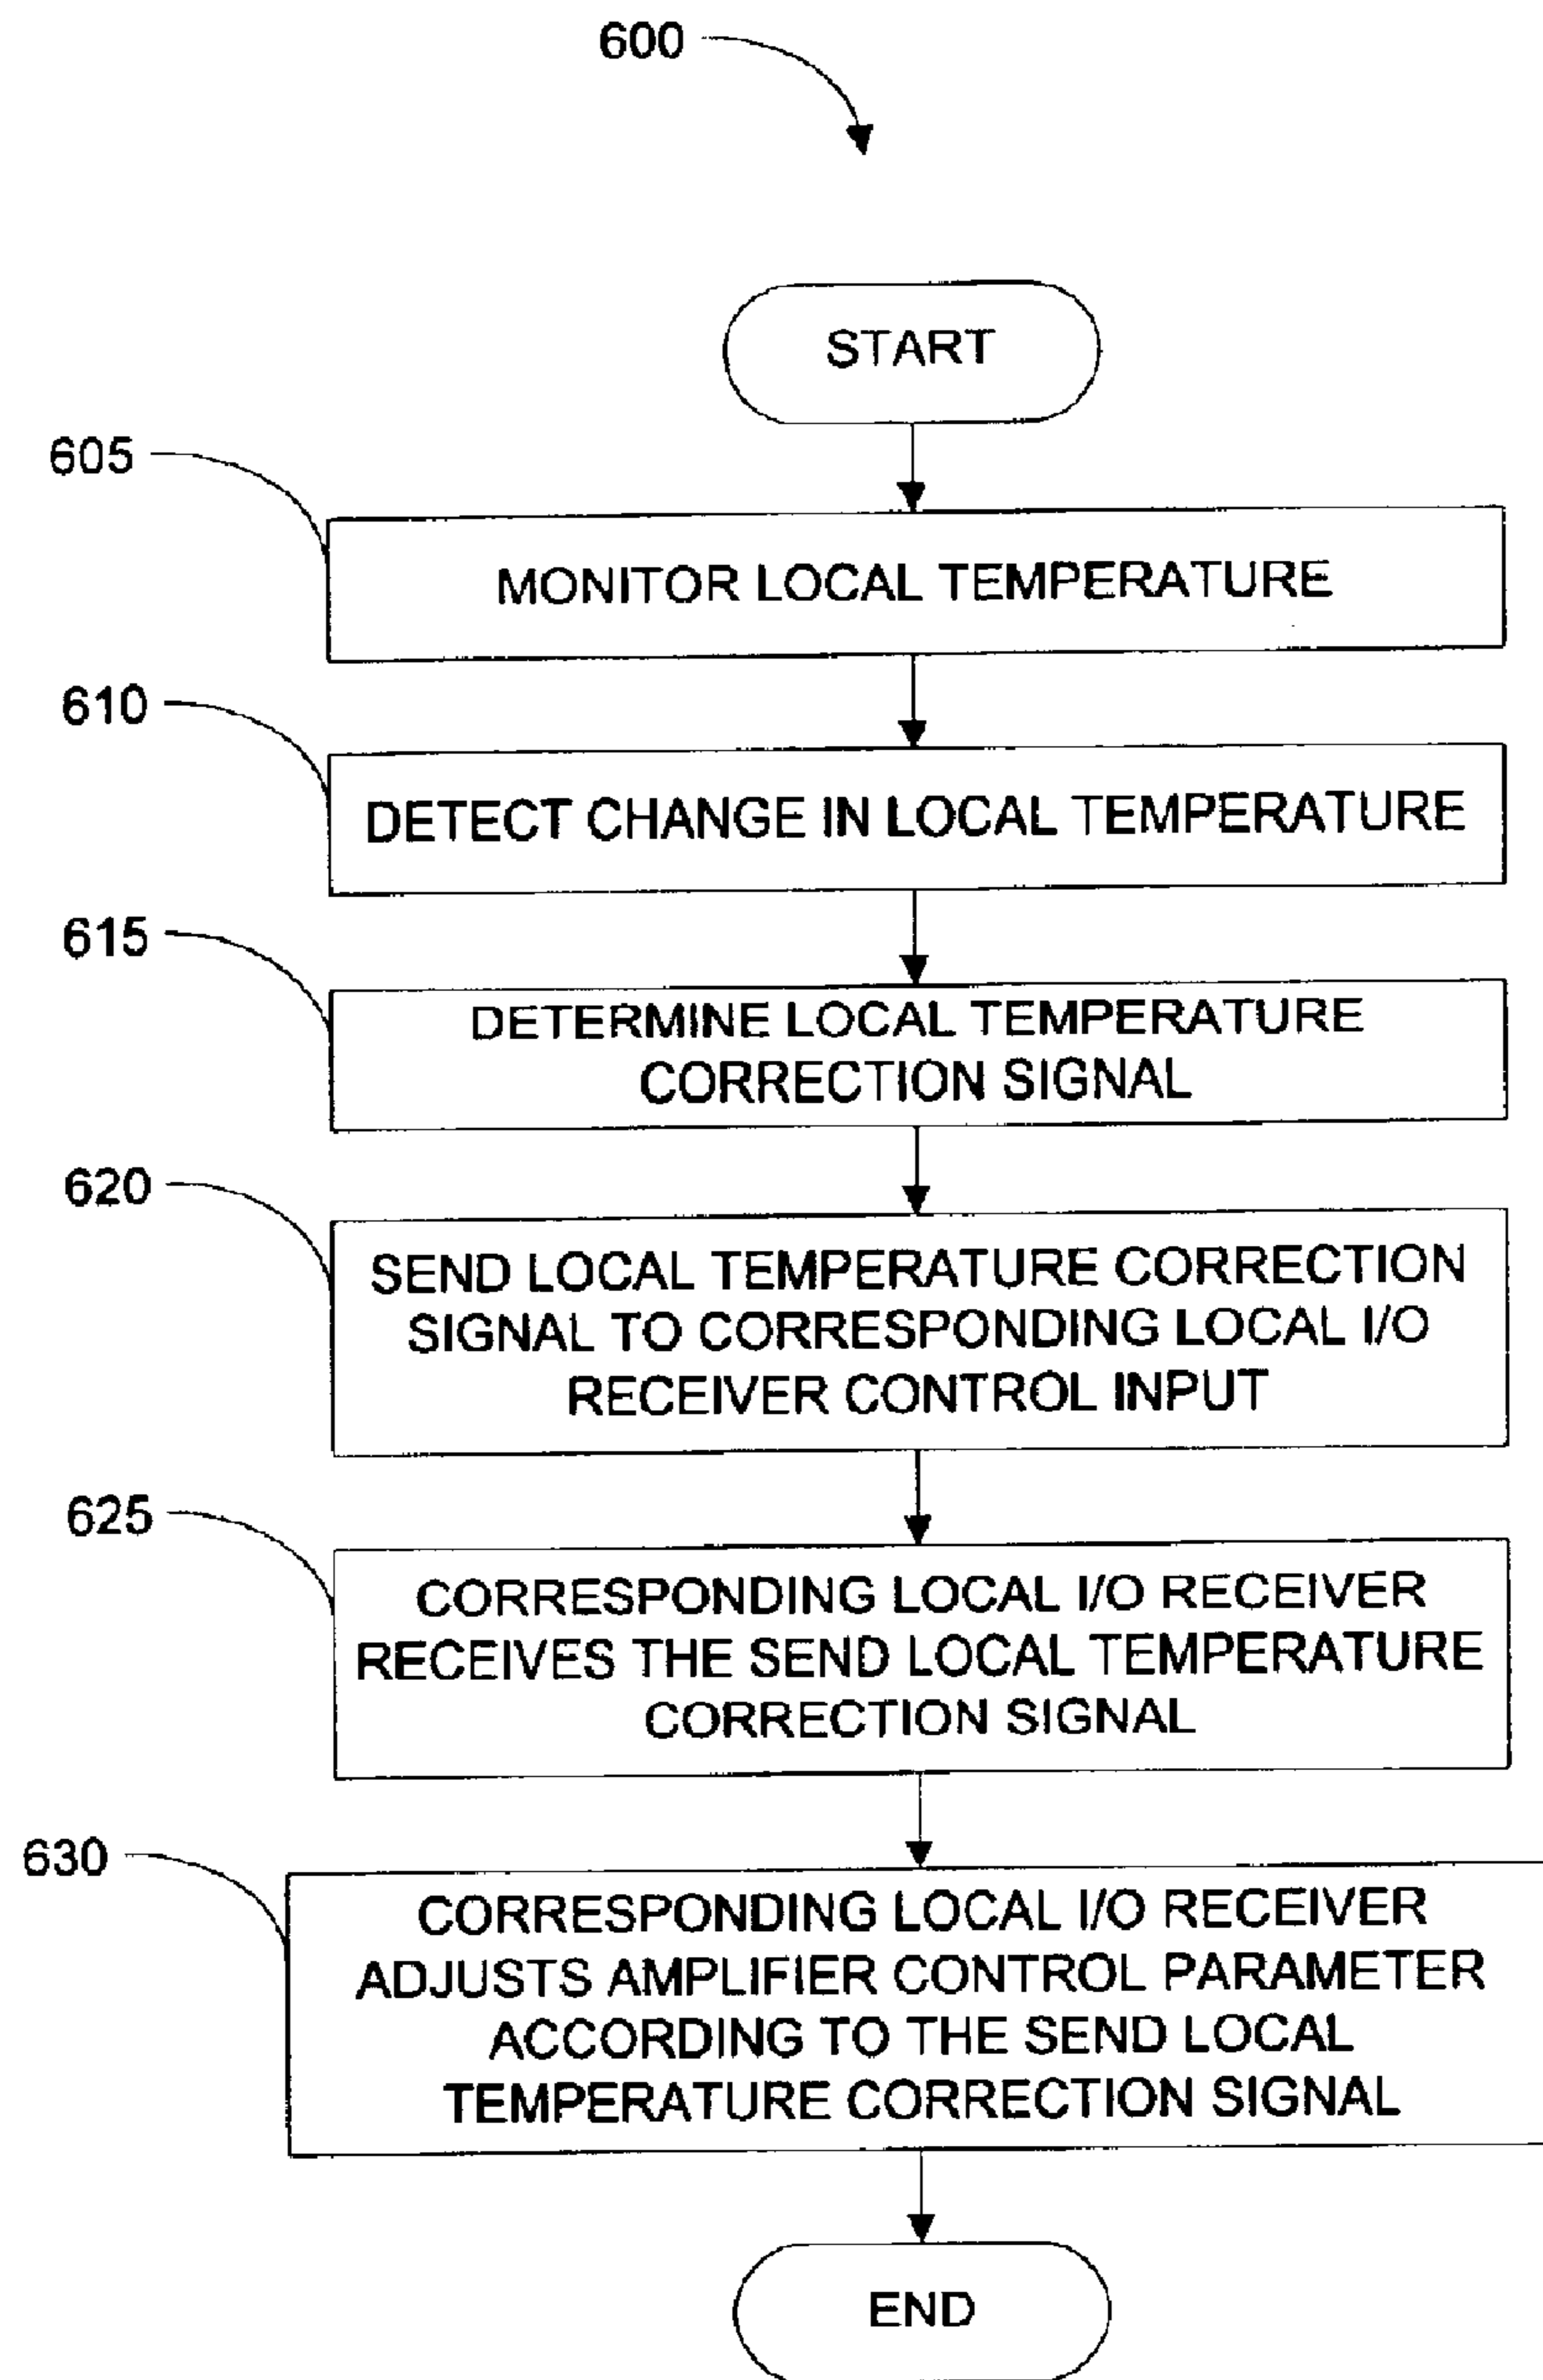 600
START
605
MONITOR LOCAL TEMPERATURE
610
DETECT CHANGE IN LOCAL TEMPERATURE
615
DETERMINE LOCAL TEMPERATURE
CORRECTION SIGNAL
620
SEND LOCAL TEMPERATURE CORRECTION
SIGNAL TO CORRESPONDING LOCAL I/O
RECEIVER CONTROL INPUT
625
CORRESPONDING LOCAL I/O RECEIVER
RECEIVES THE SEND LOCAL TEMPERATURE
CORRECTION SIGNAL
630
CORRESPONDING LOCAL I/O RECEIVER
ADJUSTS AMPLIFIER CONTROL PARAMETER
ACCORDING TO THE SEND LOCAL
TEMPERATURE CORRECTION SIGNAL
END